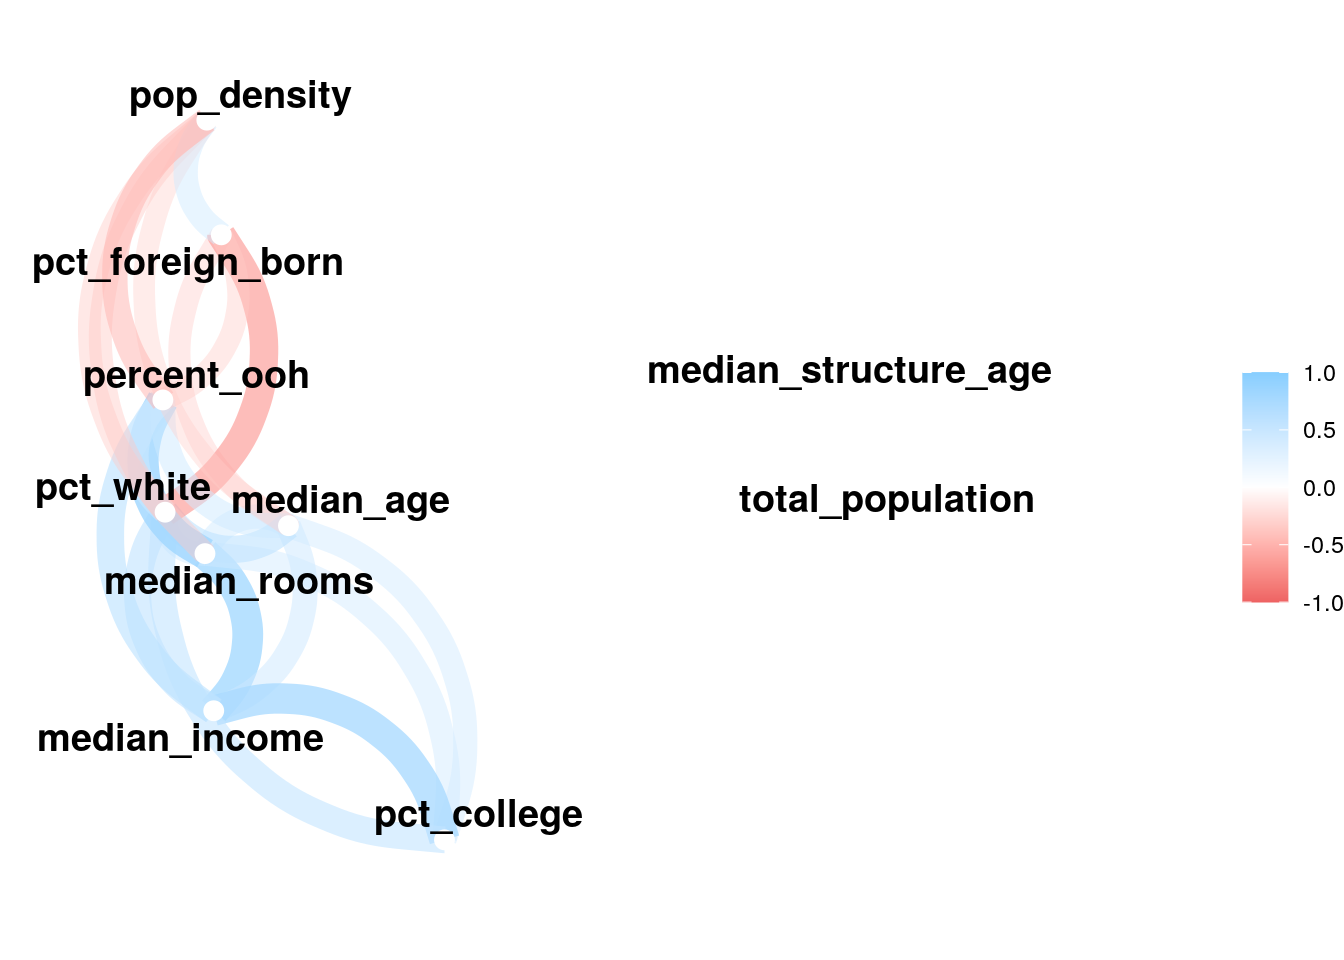 pop_density
pct_foreign_born
percent_ooh
median_structure_age
pct_white
median_age
total_population
median_rooms
median_income
pct_college
1.0
0.5
0.0
-0.5
-1.0